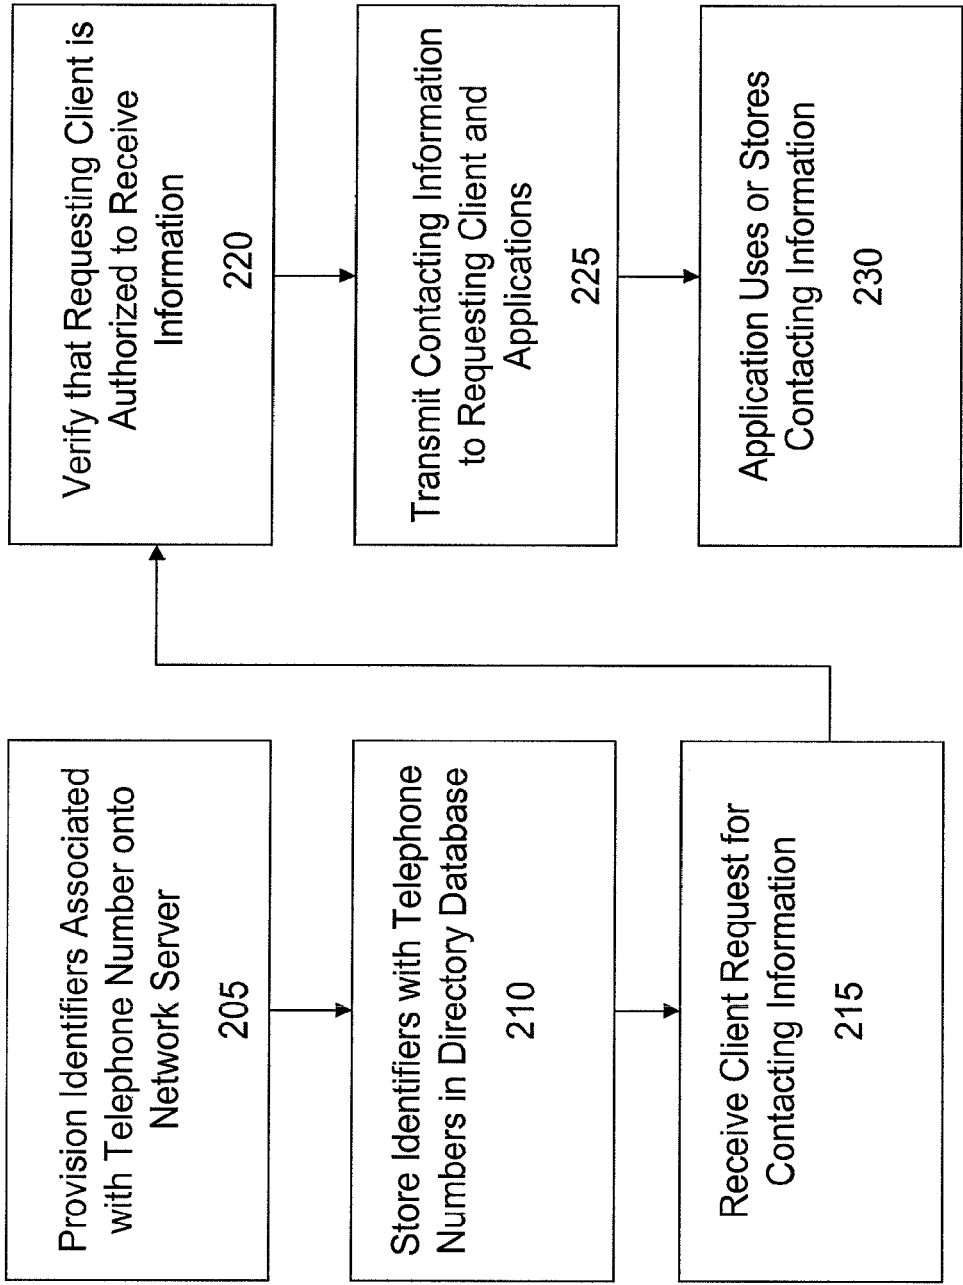 Provision Identifiers Associated
with Telephone Number onto
Network Server
205
Store Identifiers with Telephone
Numbers in Directory Database
210
Receive Client Request for
Contacting Information
215
Verify that Requesting Client is
Authorized to Receive
Information
220
Transmit Contacting Information
to Requesting Client and
Applications
225
Application Uses or Stores
Contacting Information
230